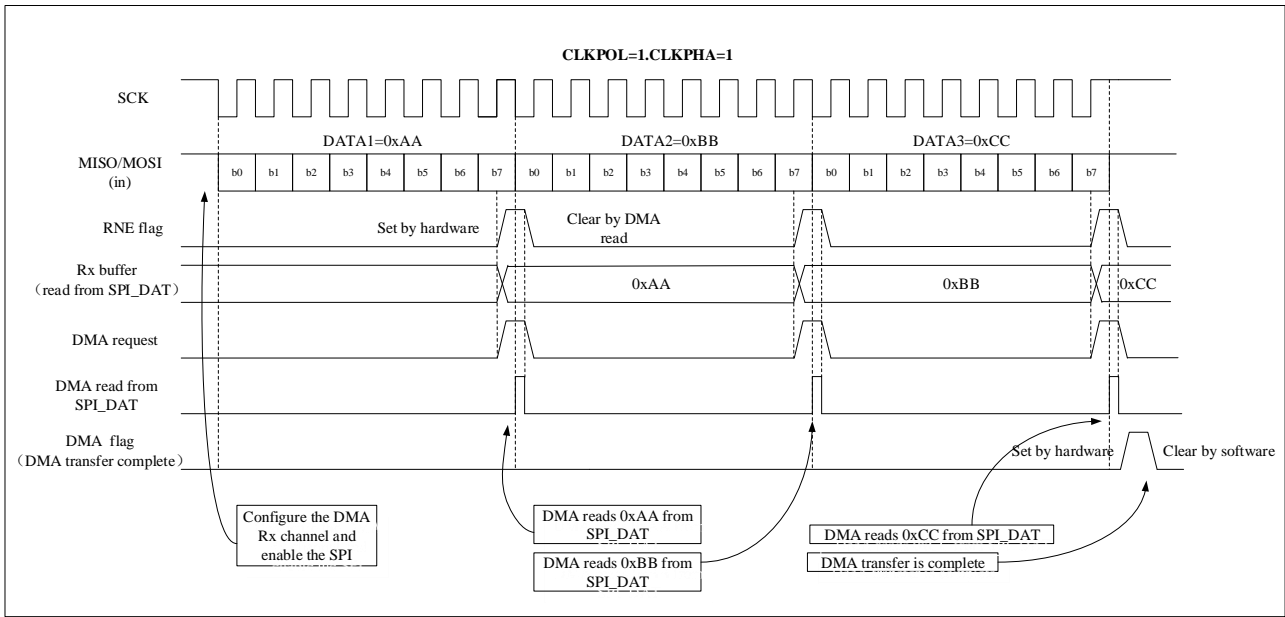 CLKPOL=1.CLKPHA=1
SCK
DATA1=0xAA
DATA2=0xBB
DATA3=0xCC
MISO/MOSI
(in)
b0 b1 b2 b3 b4 b5 b6 b7 b0 b1 b2 b3 b4 b5 b6 b7 b0 b1 b2 b3 b4 b5 b6 b7
RNE flag
Set by hardware
Clear by DMA
read
Rx buffer
（read from SPI_DAT）
0xAA
0xBB
0xCC
DMA request
DMA read from
SPI_DAT
DMA flag
（DMA transfer complete）
Set by hardware
Clear by software
Configure the DMA
Rx channel and
enable the SPI
DMA reads 0xAA from
SPI_DAT
DMA reads 0xBB from
SPI_DAT
DMA reads 0xCC from SPI_DAT
DMA transfer is complete